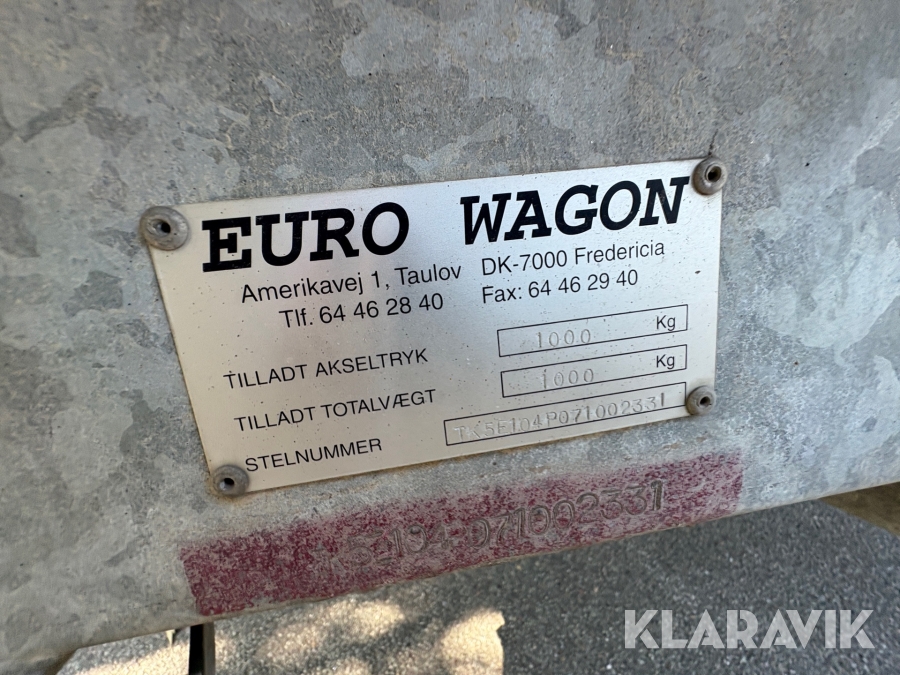 EURO WAGON
Amerikavej 1, Taulov DK-7000 Fredericia
Tlf. 64 46 28 40 Fax: 64 46 29 40
TILLADT AKSELTRYK 1000 Kg
TILLADT TOTALVÆGT 1000 Kg
STELNUMMER TK5E104P071002331
071002331
KLARAVIK